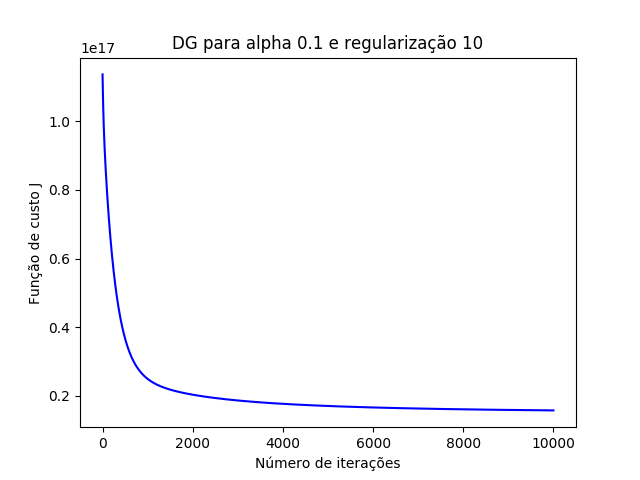 DG para alpha 0.1 e regularização 10
1e17
1.0
0.8
0.6
0.4
0.2
Função de custo J
0 2000 4000 6000 8000 10000
Número de iterações